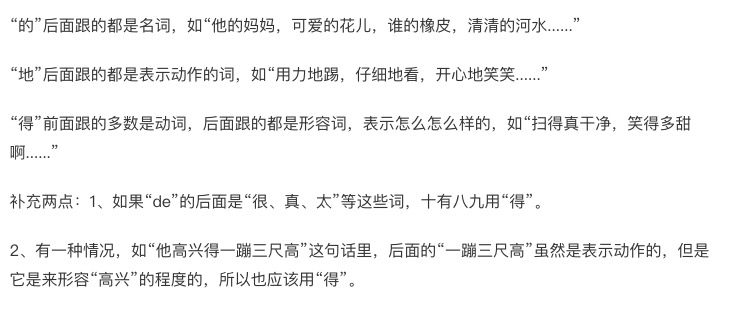 “的”后面跟的都是名词，如“他的妈妈，可爱的花儿，谁的橡皮，清清的河水......”
“地”后面跟的都是表示动作的词，如“用力地踢，仔细地看，开心地笑笑......”
“得”前面跟的多数是动词，后面跟的都是形容词，表示怎么怎么样的，如“扫得真干净，笑得多甜
啊......”
补充两点：1、如果“de”的后面是“很、真、太”等这些词，十有八九用“得”。
2、有一种情况，如“他高兴得一蹦三尺高”这句话里，后面的“一蹦三尺高”虽然是表示动作的，但是
它是来形容“高兴”的程度的，所以也应该用“得”。